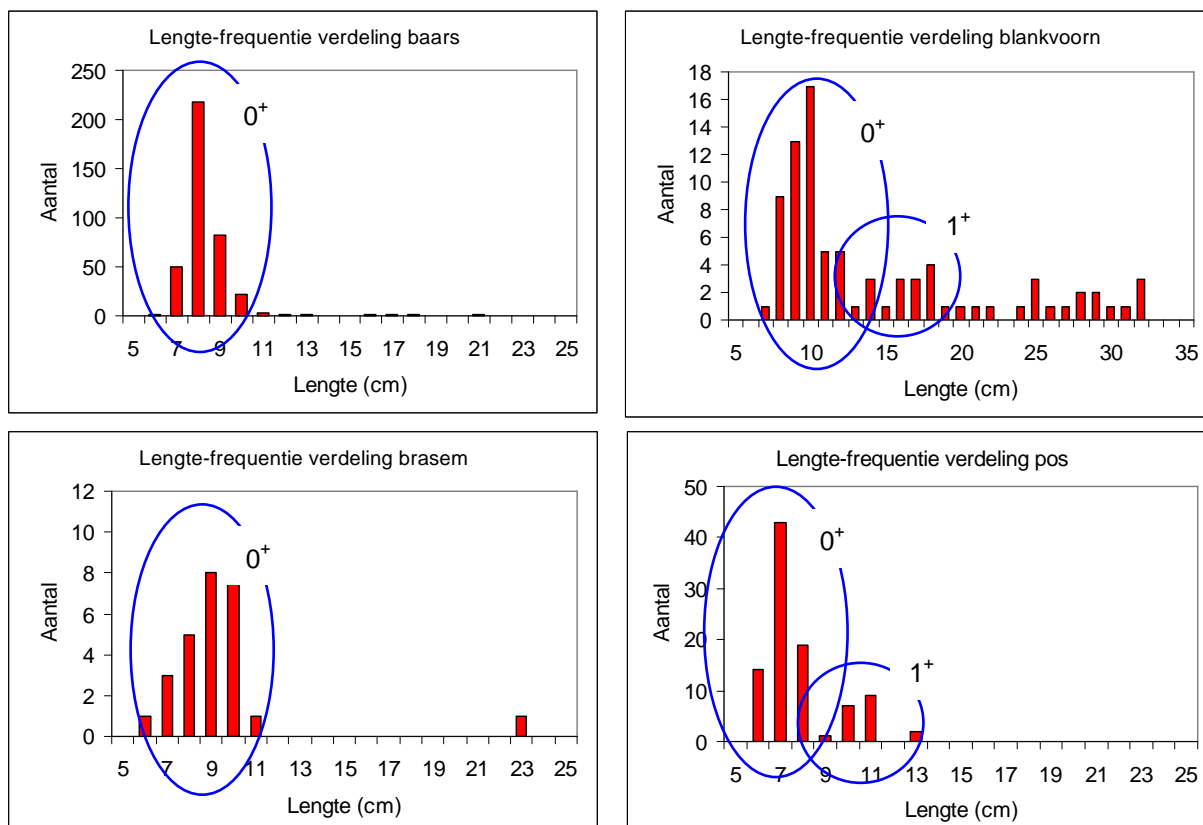 Lengte-frequentie verdeling baars
250
200
150
100
50
0
Aantal
0+
5 7 9 11 13 15 17 19 21 23 25
Lengte (cm)
Lengte-frequentie verdeling blankvoorn
18
16
14
12
10
8
6
4
2
0
Aantal
0+
1+
5 10 15 20 25 30 35
Lengte (cm)
Lengte-frequentie verdeling brasem
12
10
8
6
4
2
0
Aantal
0+
5 7 9 11 13 15 17 19 21 23 25
Lengte (cm)
Lengte-frequentie verdeling pos
50
40
30
20
10
0
Aantal
0+
1+
5 7 9 11 13 15 17 19 21 23 25
Lengte (cm)